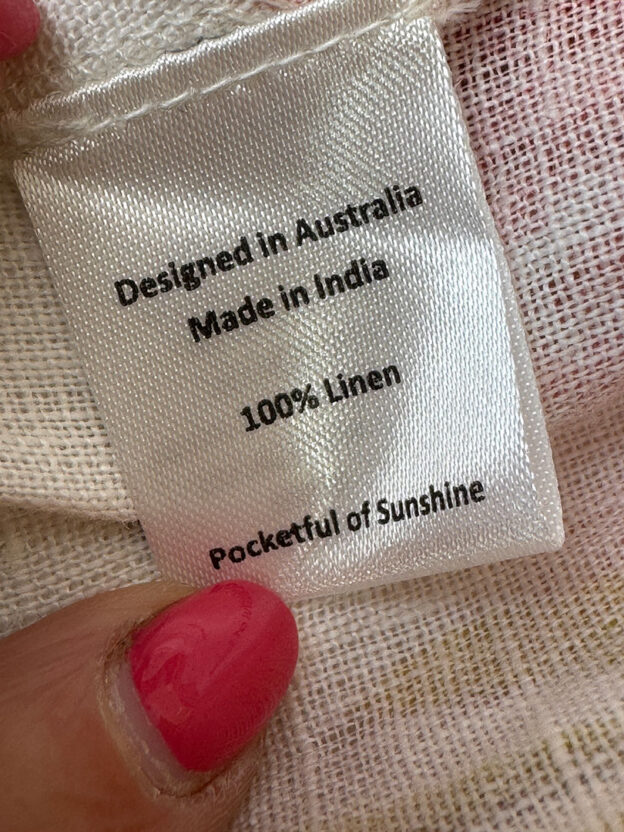 Designed in Australia
Made in India
100% Linen
Pocketful of Sunshine